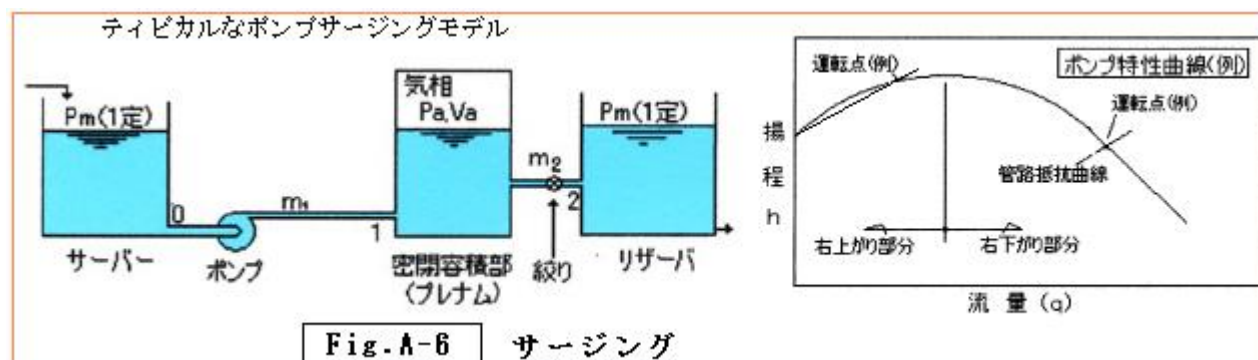 ティピカルなポンプサージングモデル
Pm(1定)
気相
Pa,Va
Pm(1定)
m₁
m₂
0
1
2
サーバー
ポンプ
密閉容積部
(プレナム)
絞り
リザーバ
ポンプ特性曲線(例)
運転点(例)
運転点(例)
管路抵抗曲線
揚程h
右上がり部分
右下がり部分
流量(q)
Fig.A-6 サージング